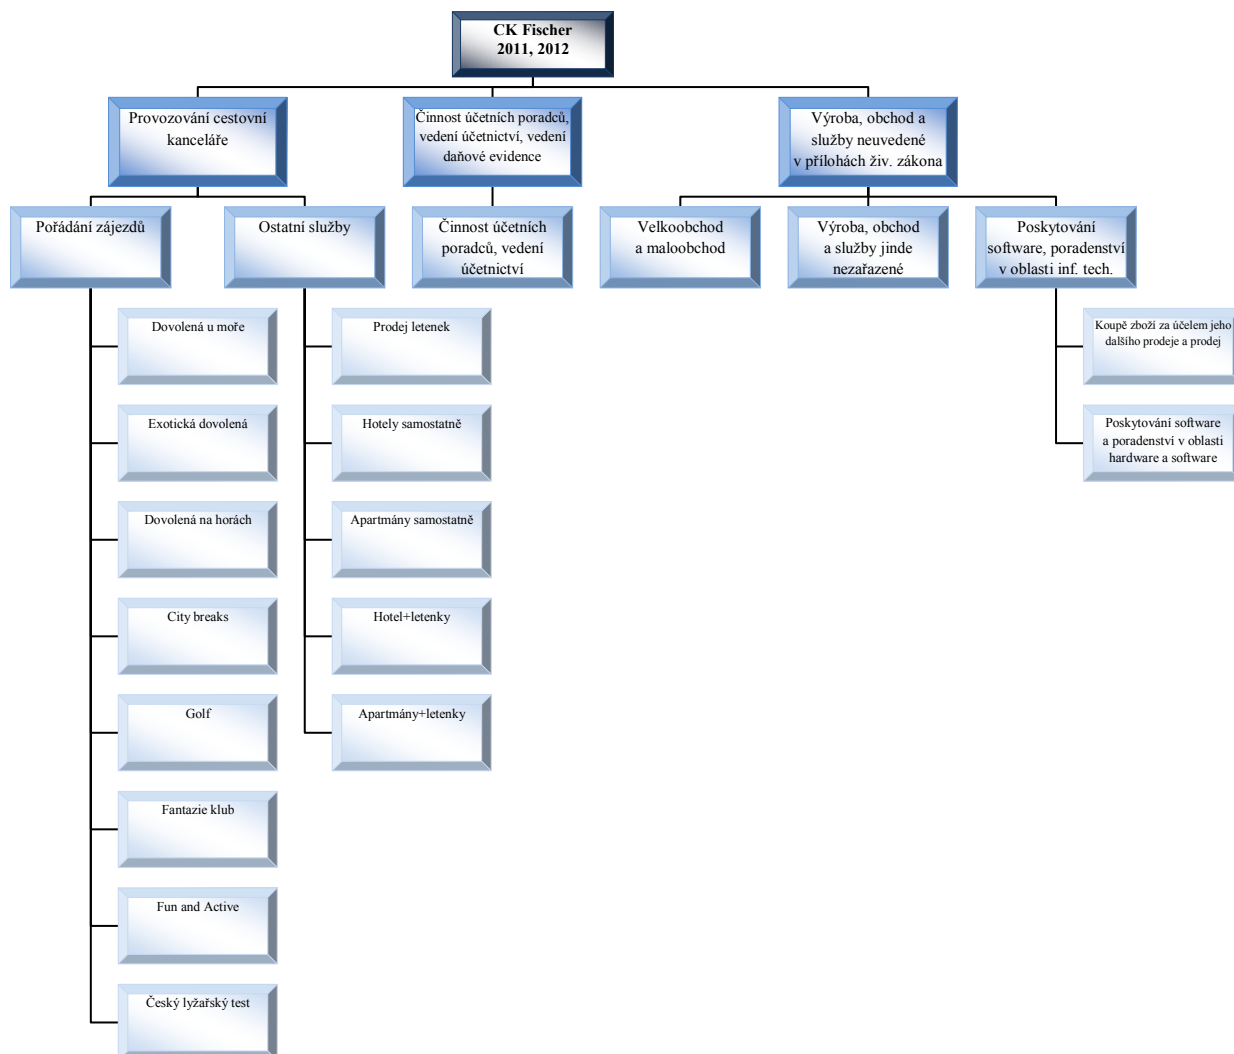 CK Fischer
2011, 2012
Provozování cestovní
kanceláře
Činnost účetních poradců,
vedení účetnictví, vedení
daňové evidence
Výroba, obchod a
služby neuvedené
v přílohách živ. zákona
Pořádání zájezdů
Ostatní služby
Činnost účetních
poradců, vedení
účetnictví
Velkoobchod
a maloobchod
Výroba, obchod
a služby jinde
nezařazené
Poskytování
software, poradenství
v oblasti inf. tech.
Dovolená u moře
Exotická dovolená
Dovolená na horách
City breaks
Golf
Fantazie klub
Fun and Active
Český lyžařský test
Prodej letenek
Hotely samostatně
Apartmány samostatně
Hotel+letenky
Apartmány+letenky
Koupě zboží za účelem jeho
dalšího prodeje a prodej
Poskytování software
a poradenství v oblasti
hardware a software